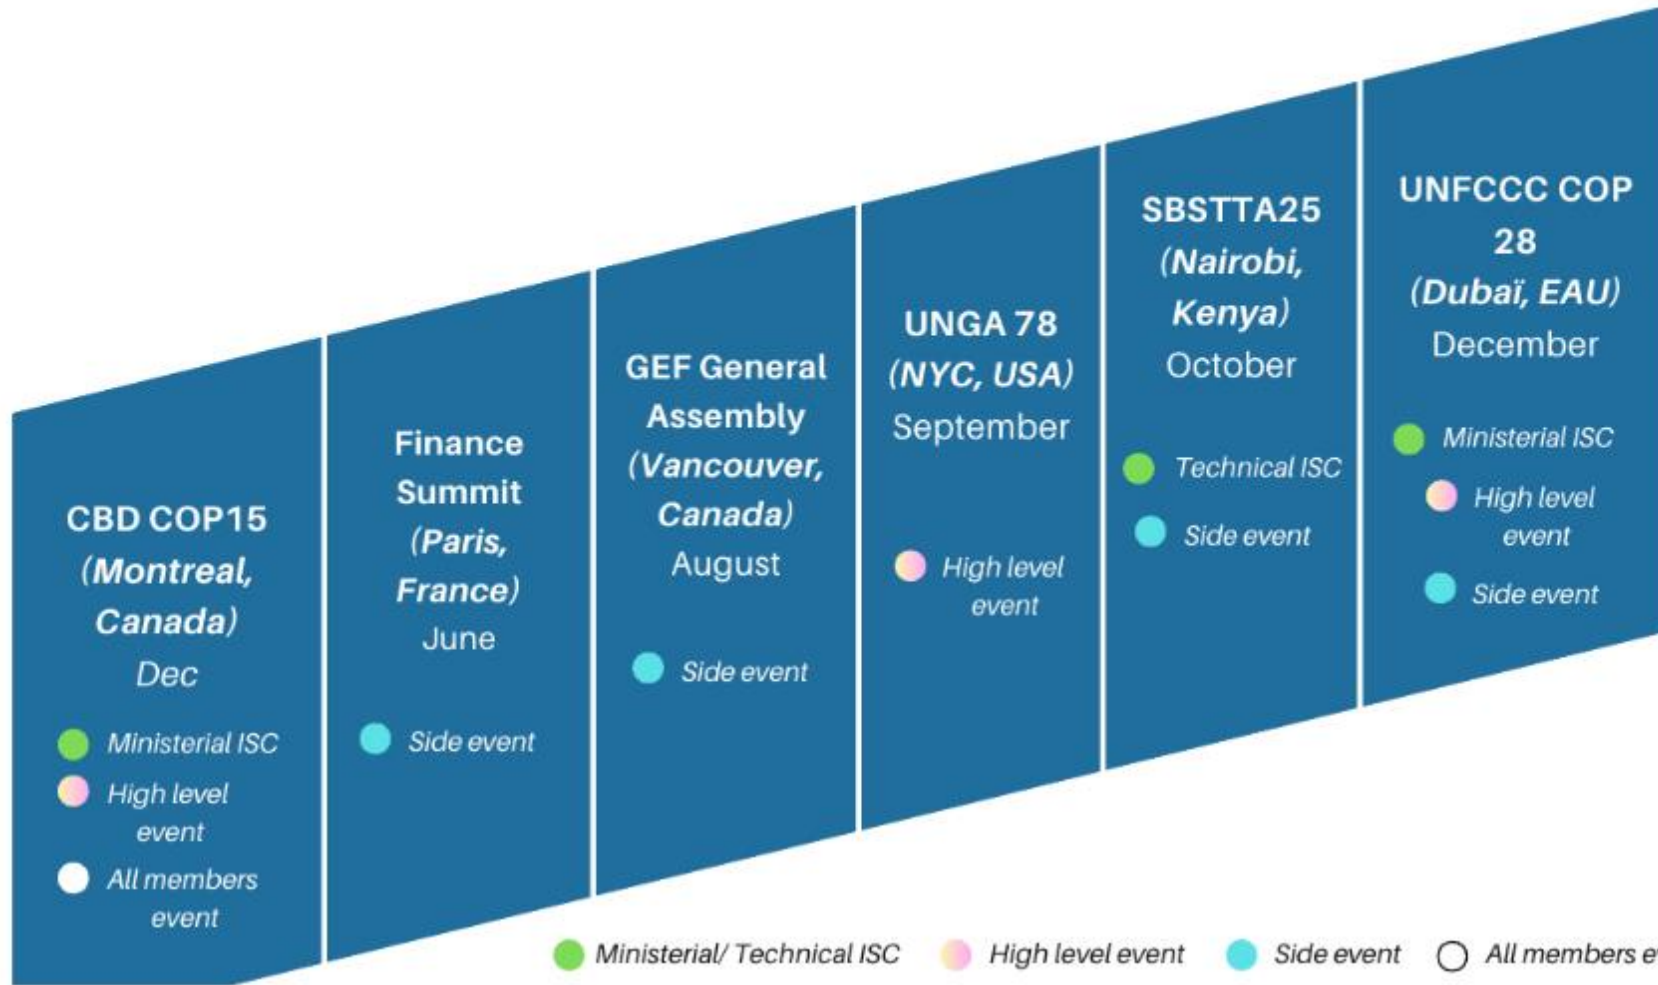 CBD COP15
(Montreal,
Canada)
Dec
Ministerial ISC
High level
event
All members
event
Finance
Summit
(Paris,
France)
June
Side event
GEF General
Assembly
(Vancouver,
Canada)
August
Side event
UNGA 78
(NYC, USA)
September
High level
event
SBSTTA25
(Nairobi,
Kenya)
October
Technical ISC
Side event
UNFCCC COP
28
(Dubaï, EAU)
December
Ministerial ISC
High level
event
Side event
Ministerial/ Technical ISC
High level event
Side event
All members